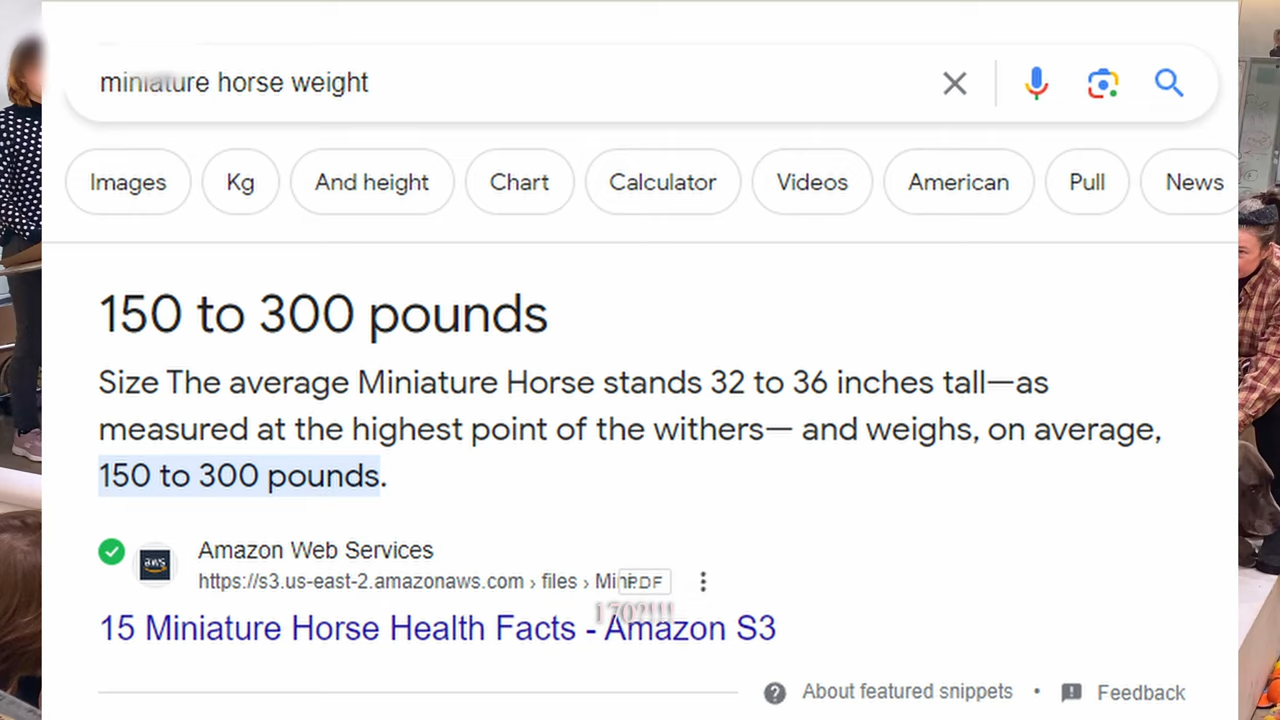 miniature horse weight
Images Kg And height Chart Calculator Videos American Pull News
150 to 300 pounds
Size The average Miniature Horse stands 32 to 36 inches tall—as
measured at the highest point of the withers— and weighs, on average,
150 to 300 pounds.
aws Amazon Web Services
https://s3.us-east-2.amazonaws.com › files › Mini PDF
170?!!!
15 Miniature Horse Health Facts - Amazon S3
About featured snippets • Feedback